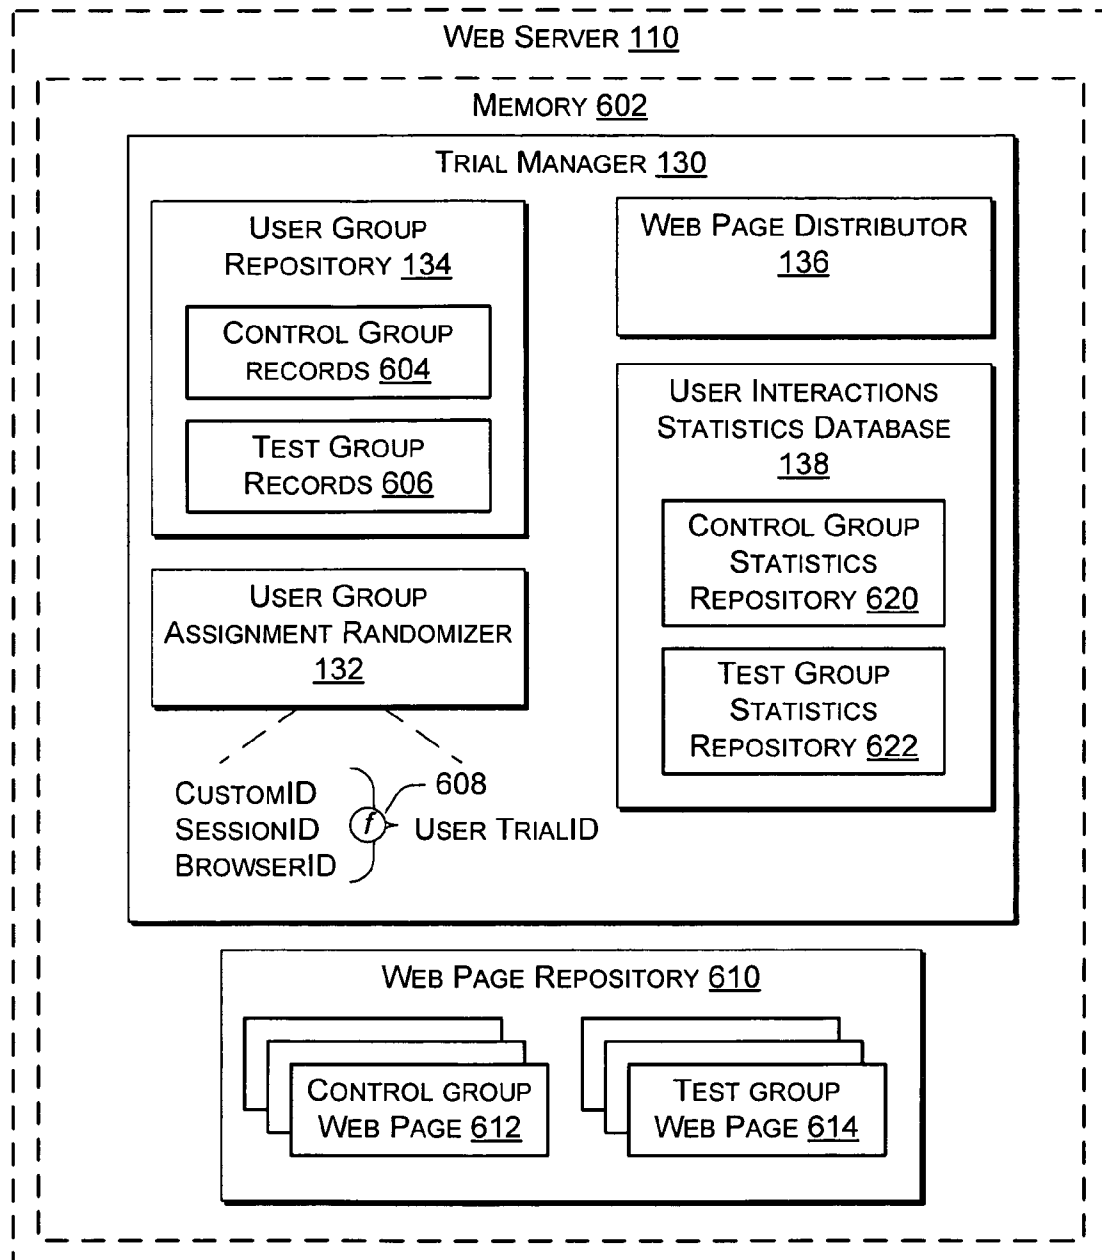 WEB SERVER 110
MEMORY 602
TRIAL MANAGER 130
USER GROUP
REPOSITORY 134
CONTROL GROUP
RECORDS 604
TEST GROUP
RECORDS 606
USER GROUP
ASSIGNMENT RANDOMIZER
132
CUSTOMID
SESSIONID
BROWSERID
f
608
USER TRIALID
WEB PAGE DISTRIBUTOR
136
USER INTERACTIONS
STATISTICS DATABASE
138
CONTROL GROUP
STATISTICS
REPOSITORY 620
TEST GROUP
STATISTICS
REPOSITORY 622
WEB PAGE REPOSITORY 610
CONTROL GROUP
WEB PAGE 612
TEST GROUP
WEB PAGE 614